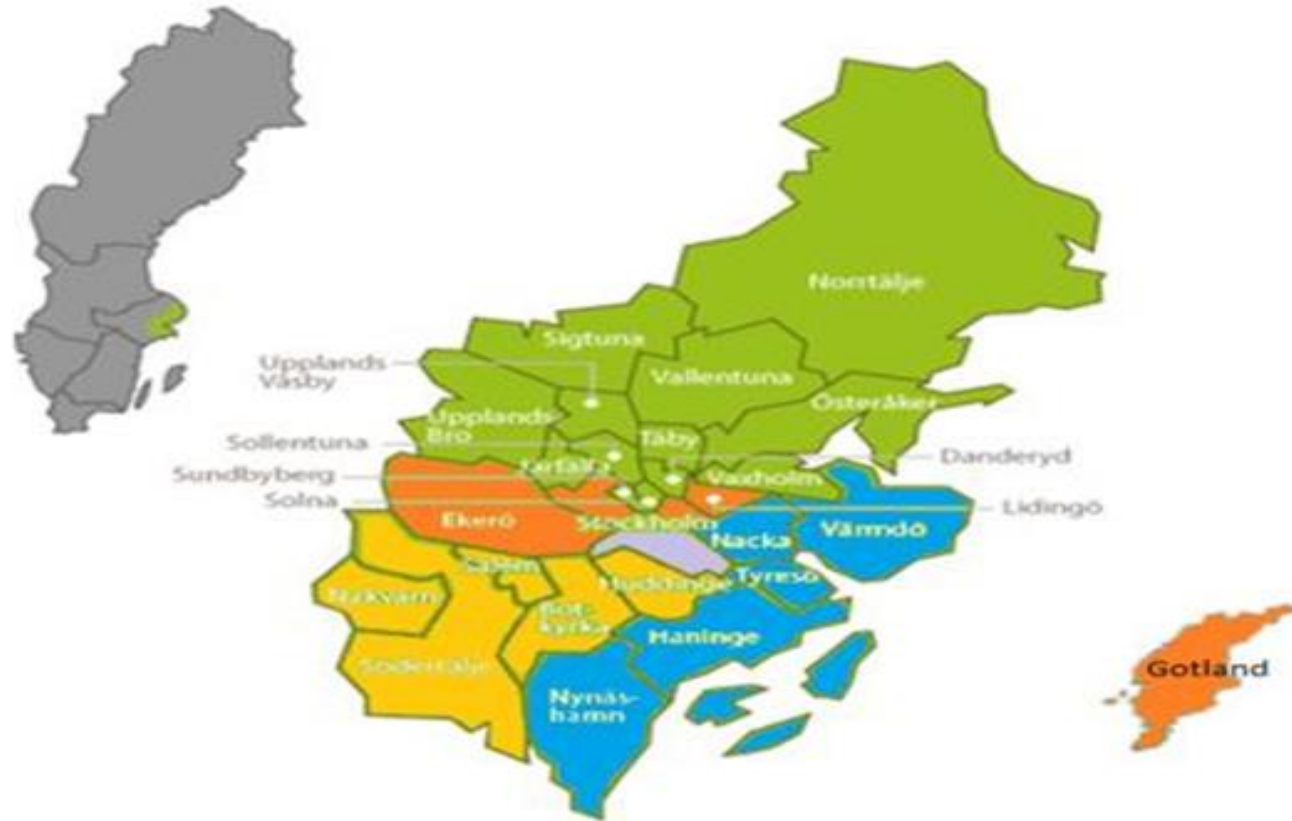 Norrtälje
Sigtuna
Upplands
Väsby
Vallentuna
Österåker
Upplands
Bro
Täby
Sollentuna
Danderyd
Järfälla
Sundbyberg
Vaxholm
Solna
Lidingö
Ekerö
Stockholm
Nacka
Värmdö
Salem
Huddinge
Tyresö
Nykvarn
Bot-
kyrka
Haninge
Södertälje
Gotland
Nynäs-
hamn